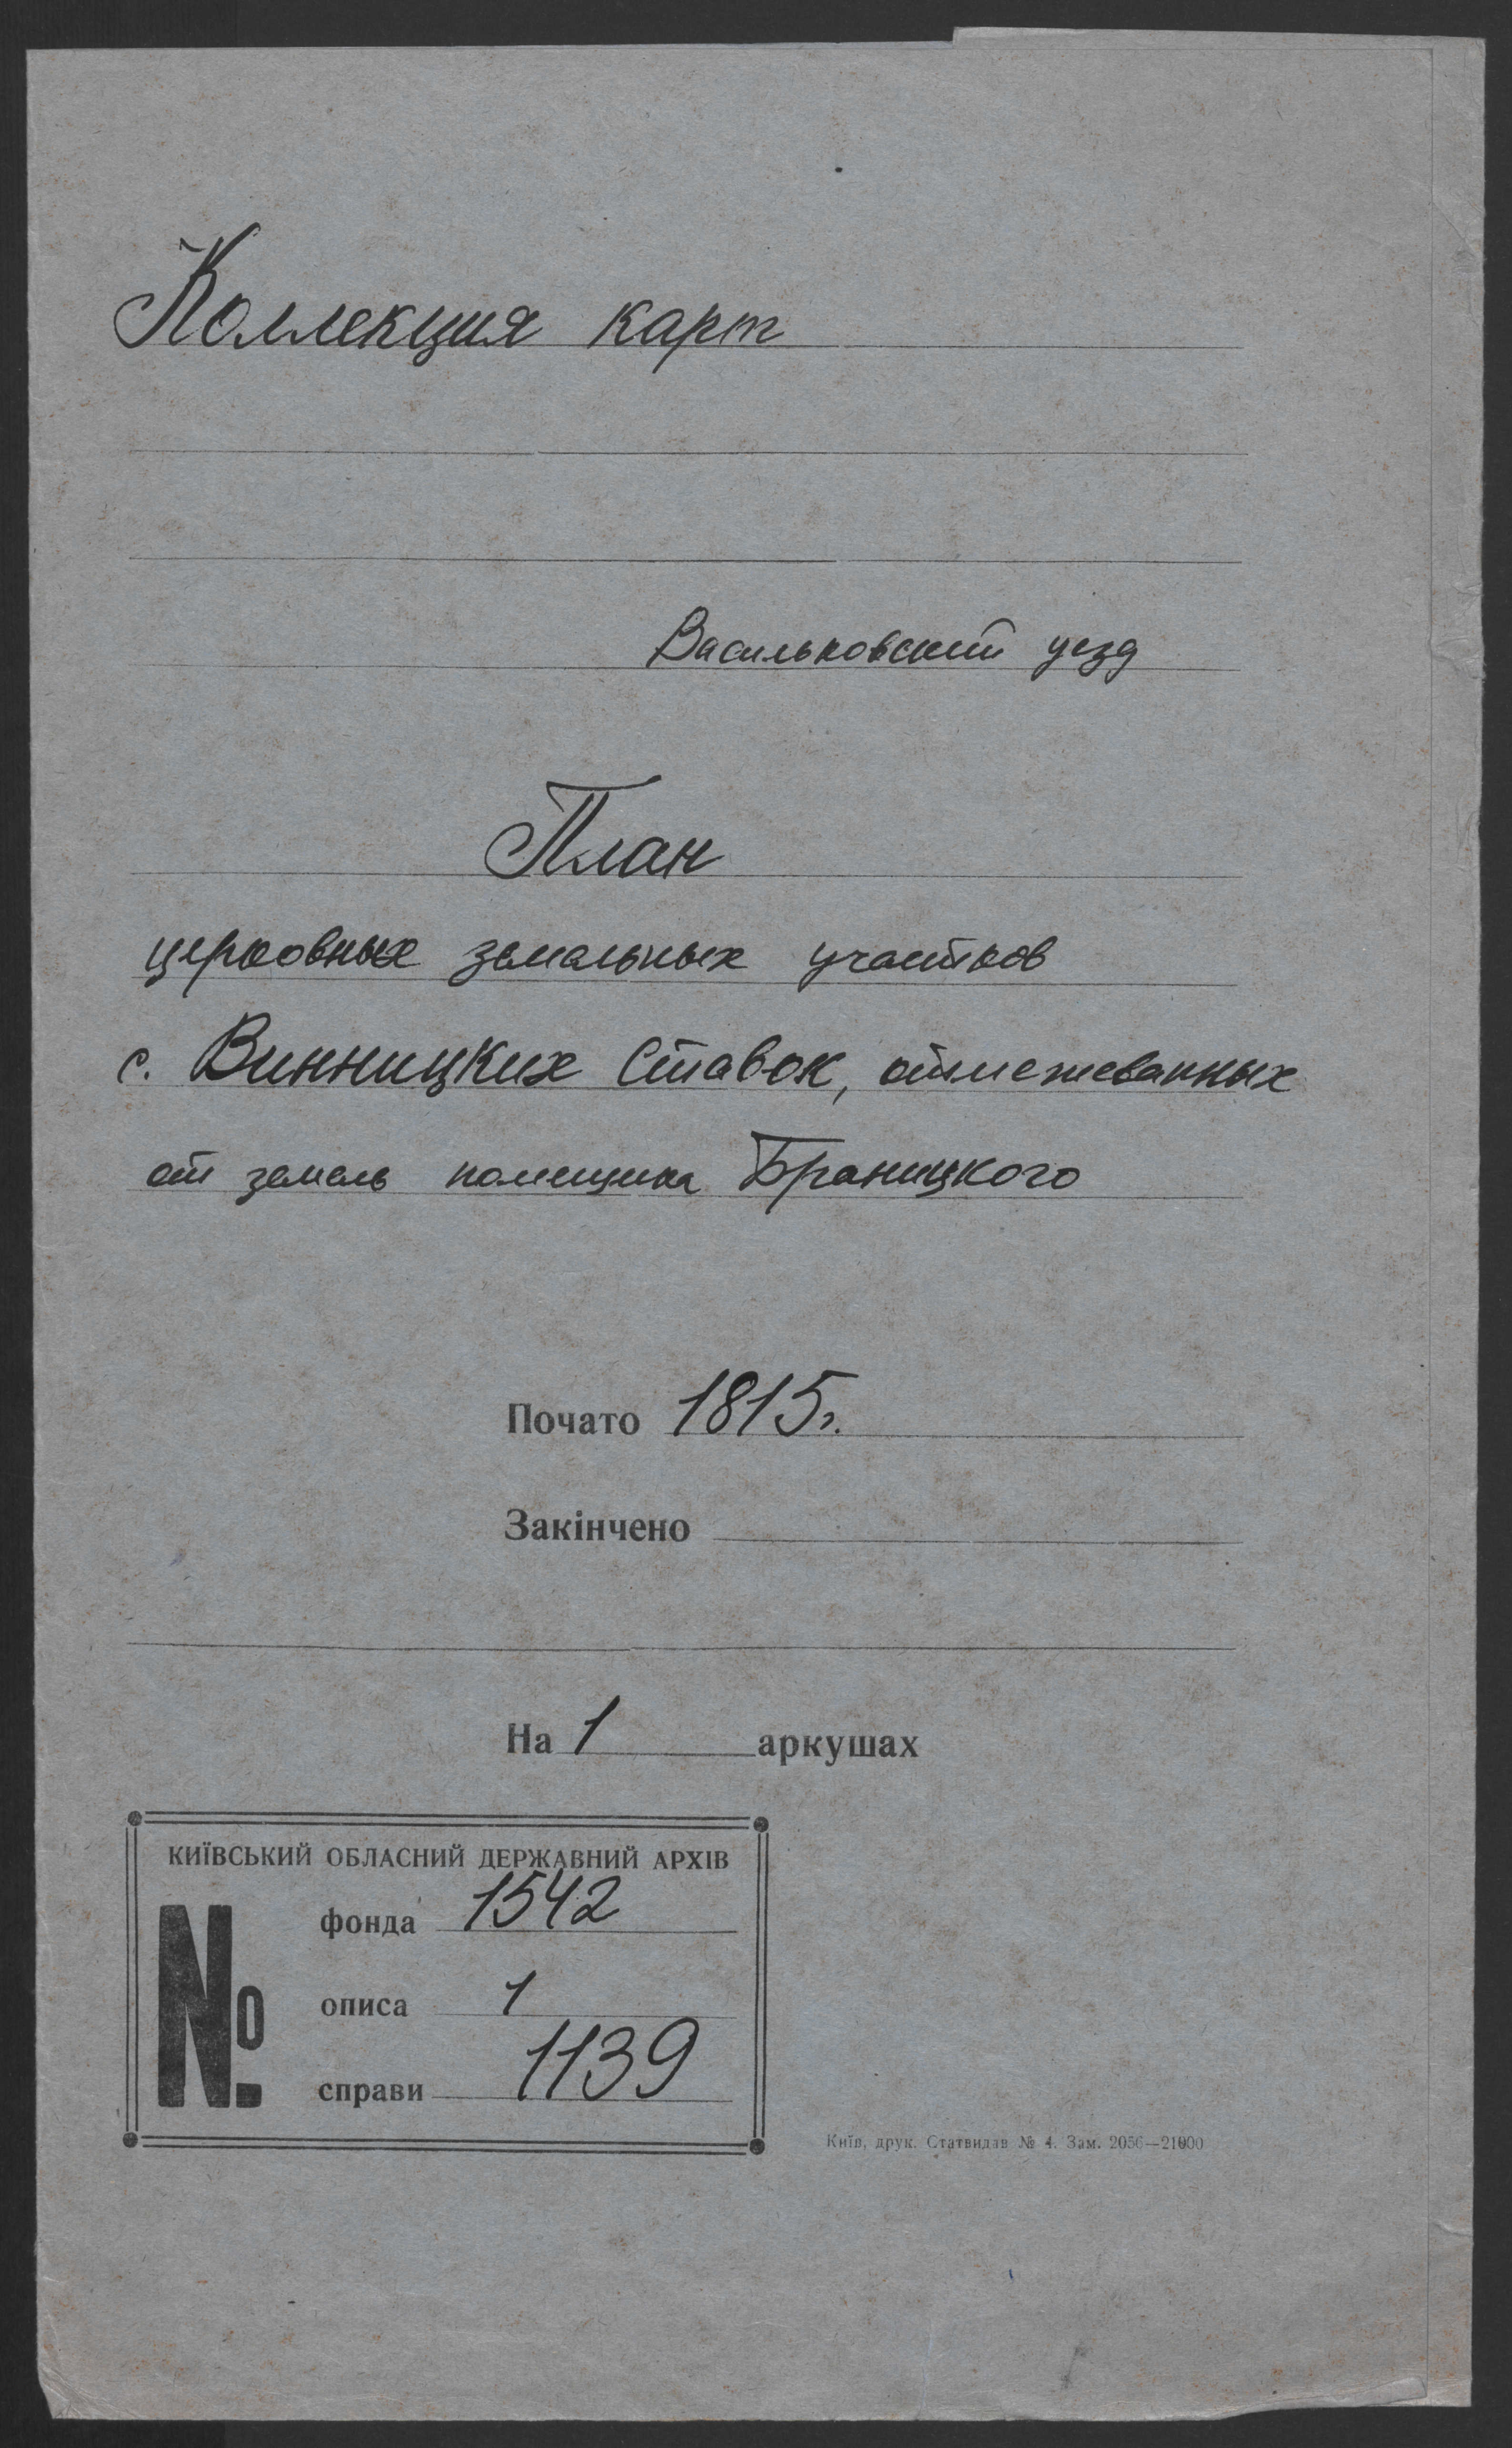 Коллекция карт
Васильковский уезд
План
церковных земельных участков
с. Винницких Ставок, отмежеванных
от земель помещика Браницкого
Почато 1815г.
Закінчено
На 1 аркушах
КИЇВСЬКИЙ ОБЛАСНИЙ ДЕРЖАВНИЙ АРХІВ
№
фонда 1542
описа 1
справи 1139
Київ, друк. Статвидав № 4. Зам. 2056—21000